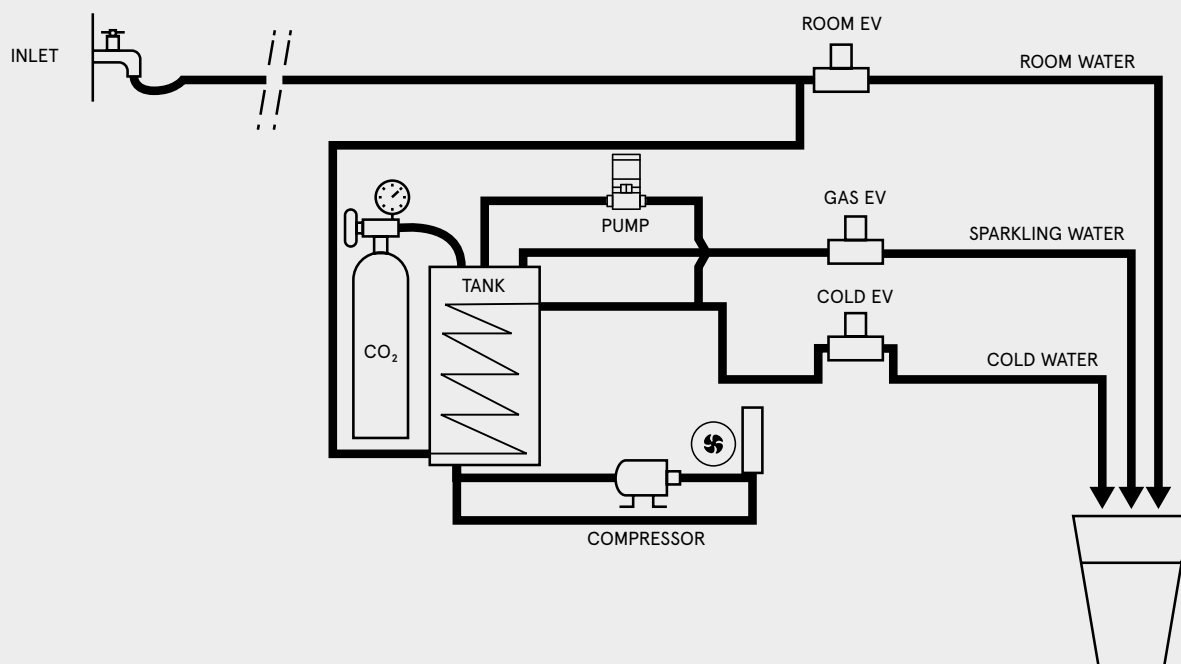 ROOM EV
INLET
ROOM WATER
GAS EV
PUMP
SPARKLING WATER
TANK
COLD EV
CO₂
COLD WATER
COMPRESSOR